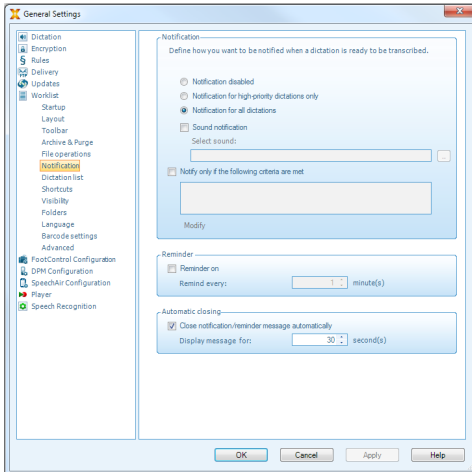 General Settings
Dictation
Encryption
Rules
Delivery
Updates
Worklist
Startup
Layout
Toolbar
Archive & Purge
File operations
Notification
Dictation list
Shortcuts
Visibility
Folders
Language
Barcode settings
Advanced
FootControl Configuration
DPM Configuration
SpeechAir Configuration
Player
Speech Recognition
Notification
Define how you want to be notified when a dictation is ready to be transcribed.
Notification disabled
Notification for high-priority dictations only
Notification for all dictations
Sound notification
Select sound:
...
Notify only if the following criteria are met
Modify
Reminder
Reminder on
Remind every: 1 minute(s)
Automatic closing
Close notification/reminder message automatically
Display message for: 30 second(s)
OK Cancel Apply Help